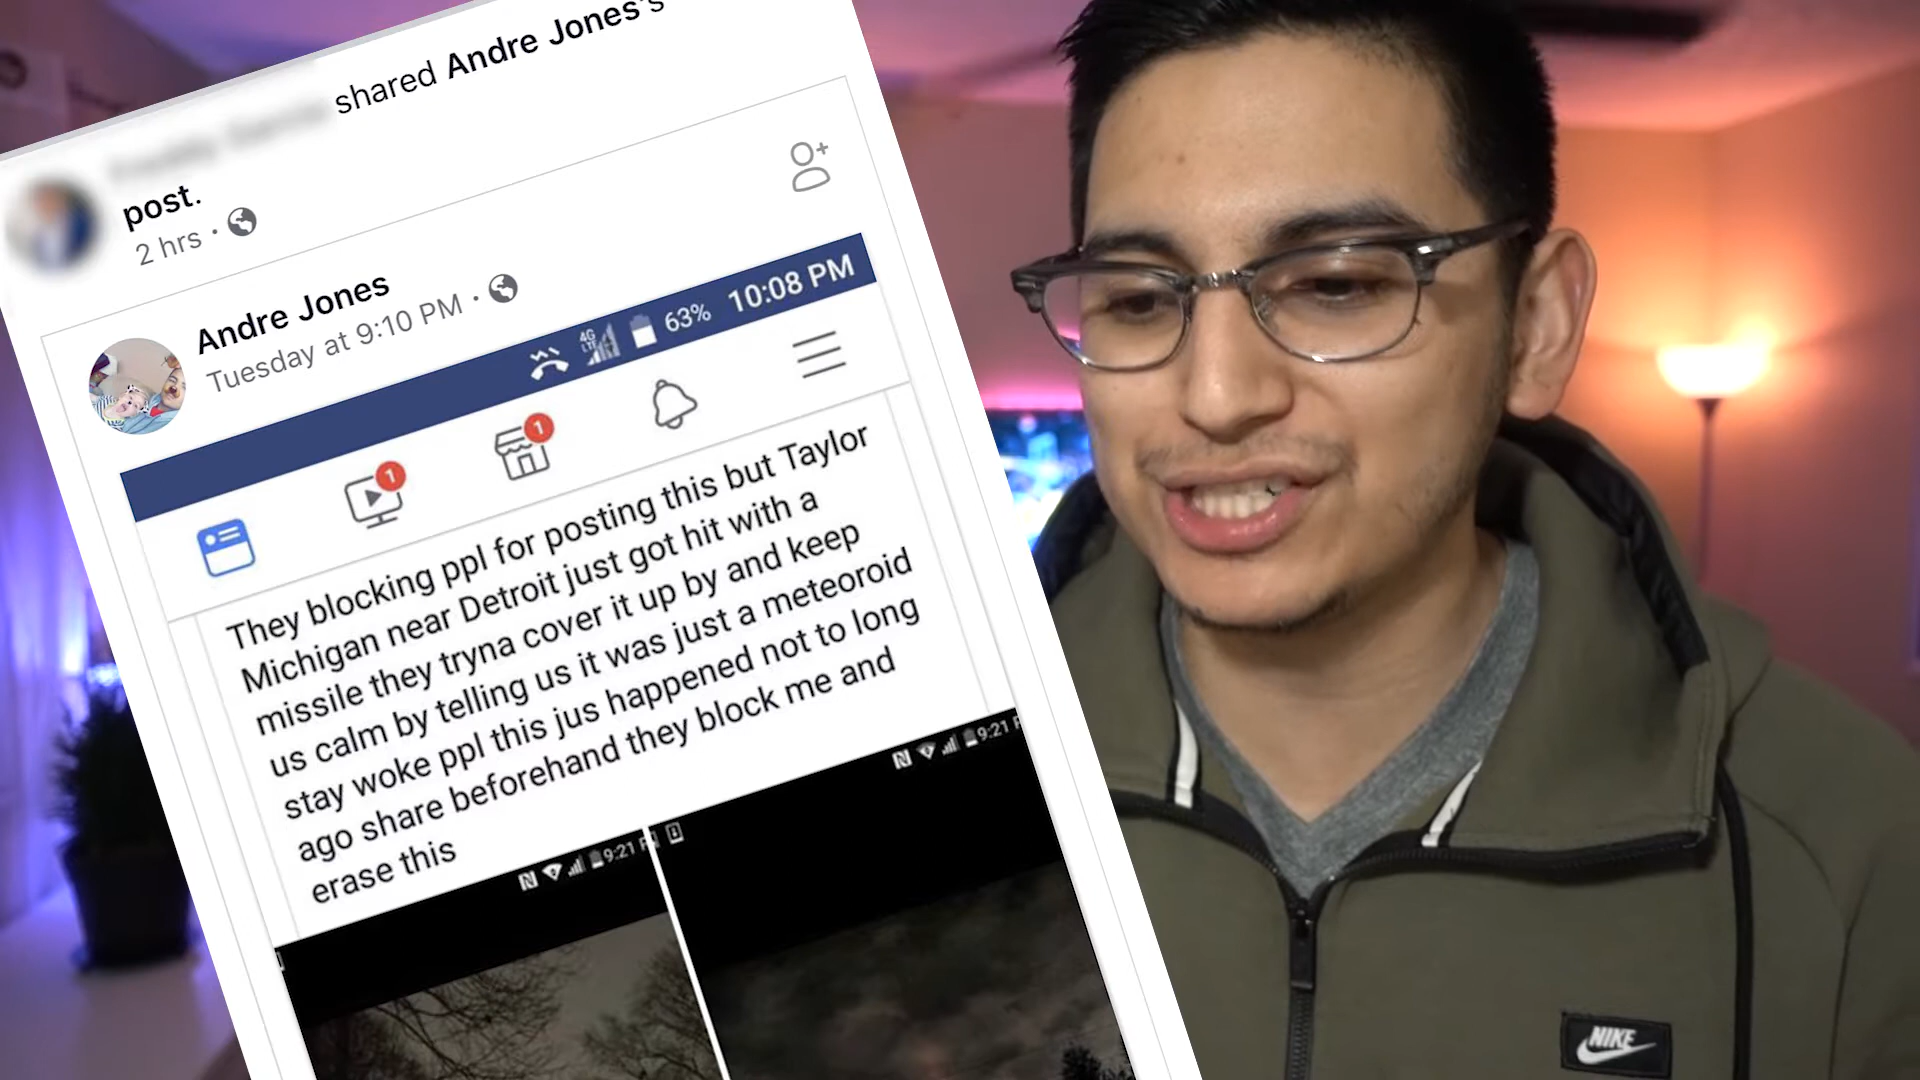 shared Andre Jones's
post.
2 hrs ·
Andre Jones
Tuesday at 9:10 PM ·
4G LTE 63% 10:08 PM
1
1
They blocking ppl for posting this but Taylor
Michigan near Detroit just got hit with a
missile they tryna cover it up by and keep
us calm by telling us it was just a meteoroid
stay woke ppl this jus happened not to long
ago share beforehand they block me and
erase this
9:21 P
9:21 P
NIKE